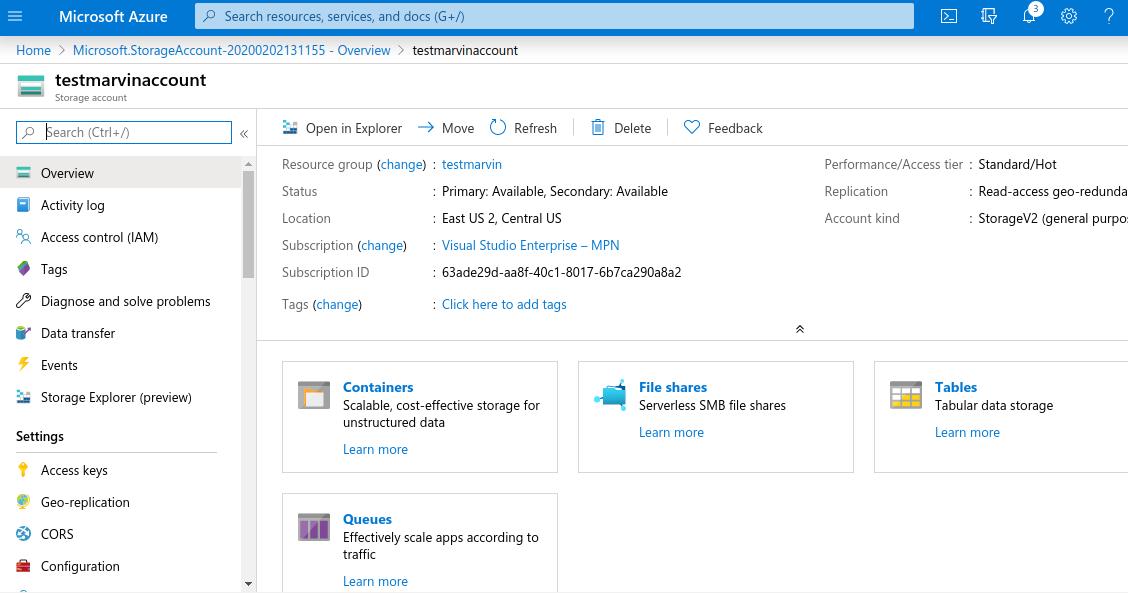 Microsoft Azure
Search resources, services, and docs (G+/)
3
Home > Microsoft.StorageAccount-20200202131155 - Overview > testmarvinaccount
testmarvinaccount
Storage account
Search (Ctrl+/)
«
Open in Explorer Move Refresh Delete Feedback
Overview
Activity log
Access control (IAM)
Tags
Diagnose and solve problems
Data transfer
Events
Storage Explorer (preview)
Settings
Access keys
Geo-replication
CORS
Configuration
Resource group (change) : testmarvin
Status : Primary: Available, Secondary: Available
Location : East US 2, Central US
Subscription (change) : Visual Studio Enterprise – MPN
Subscription ID : 63ade29d-aa8f-40c1-8017-6b7ca290a8a2
Tags (change) : Click here to add tags
Performance/Access tier : Standard/Hot
Replication : Read-access geo-redunda
Account kind : StorageV2 (general purpo
Containers
Scalable, cost-effective storage for
unstructured data
Learn more
File shares
Serverless SMB file shares
Learn more
Tables
Tabular data storage
Learn more
Queues
Effectively scale apps according to
traffic
Learn more